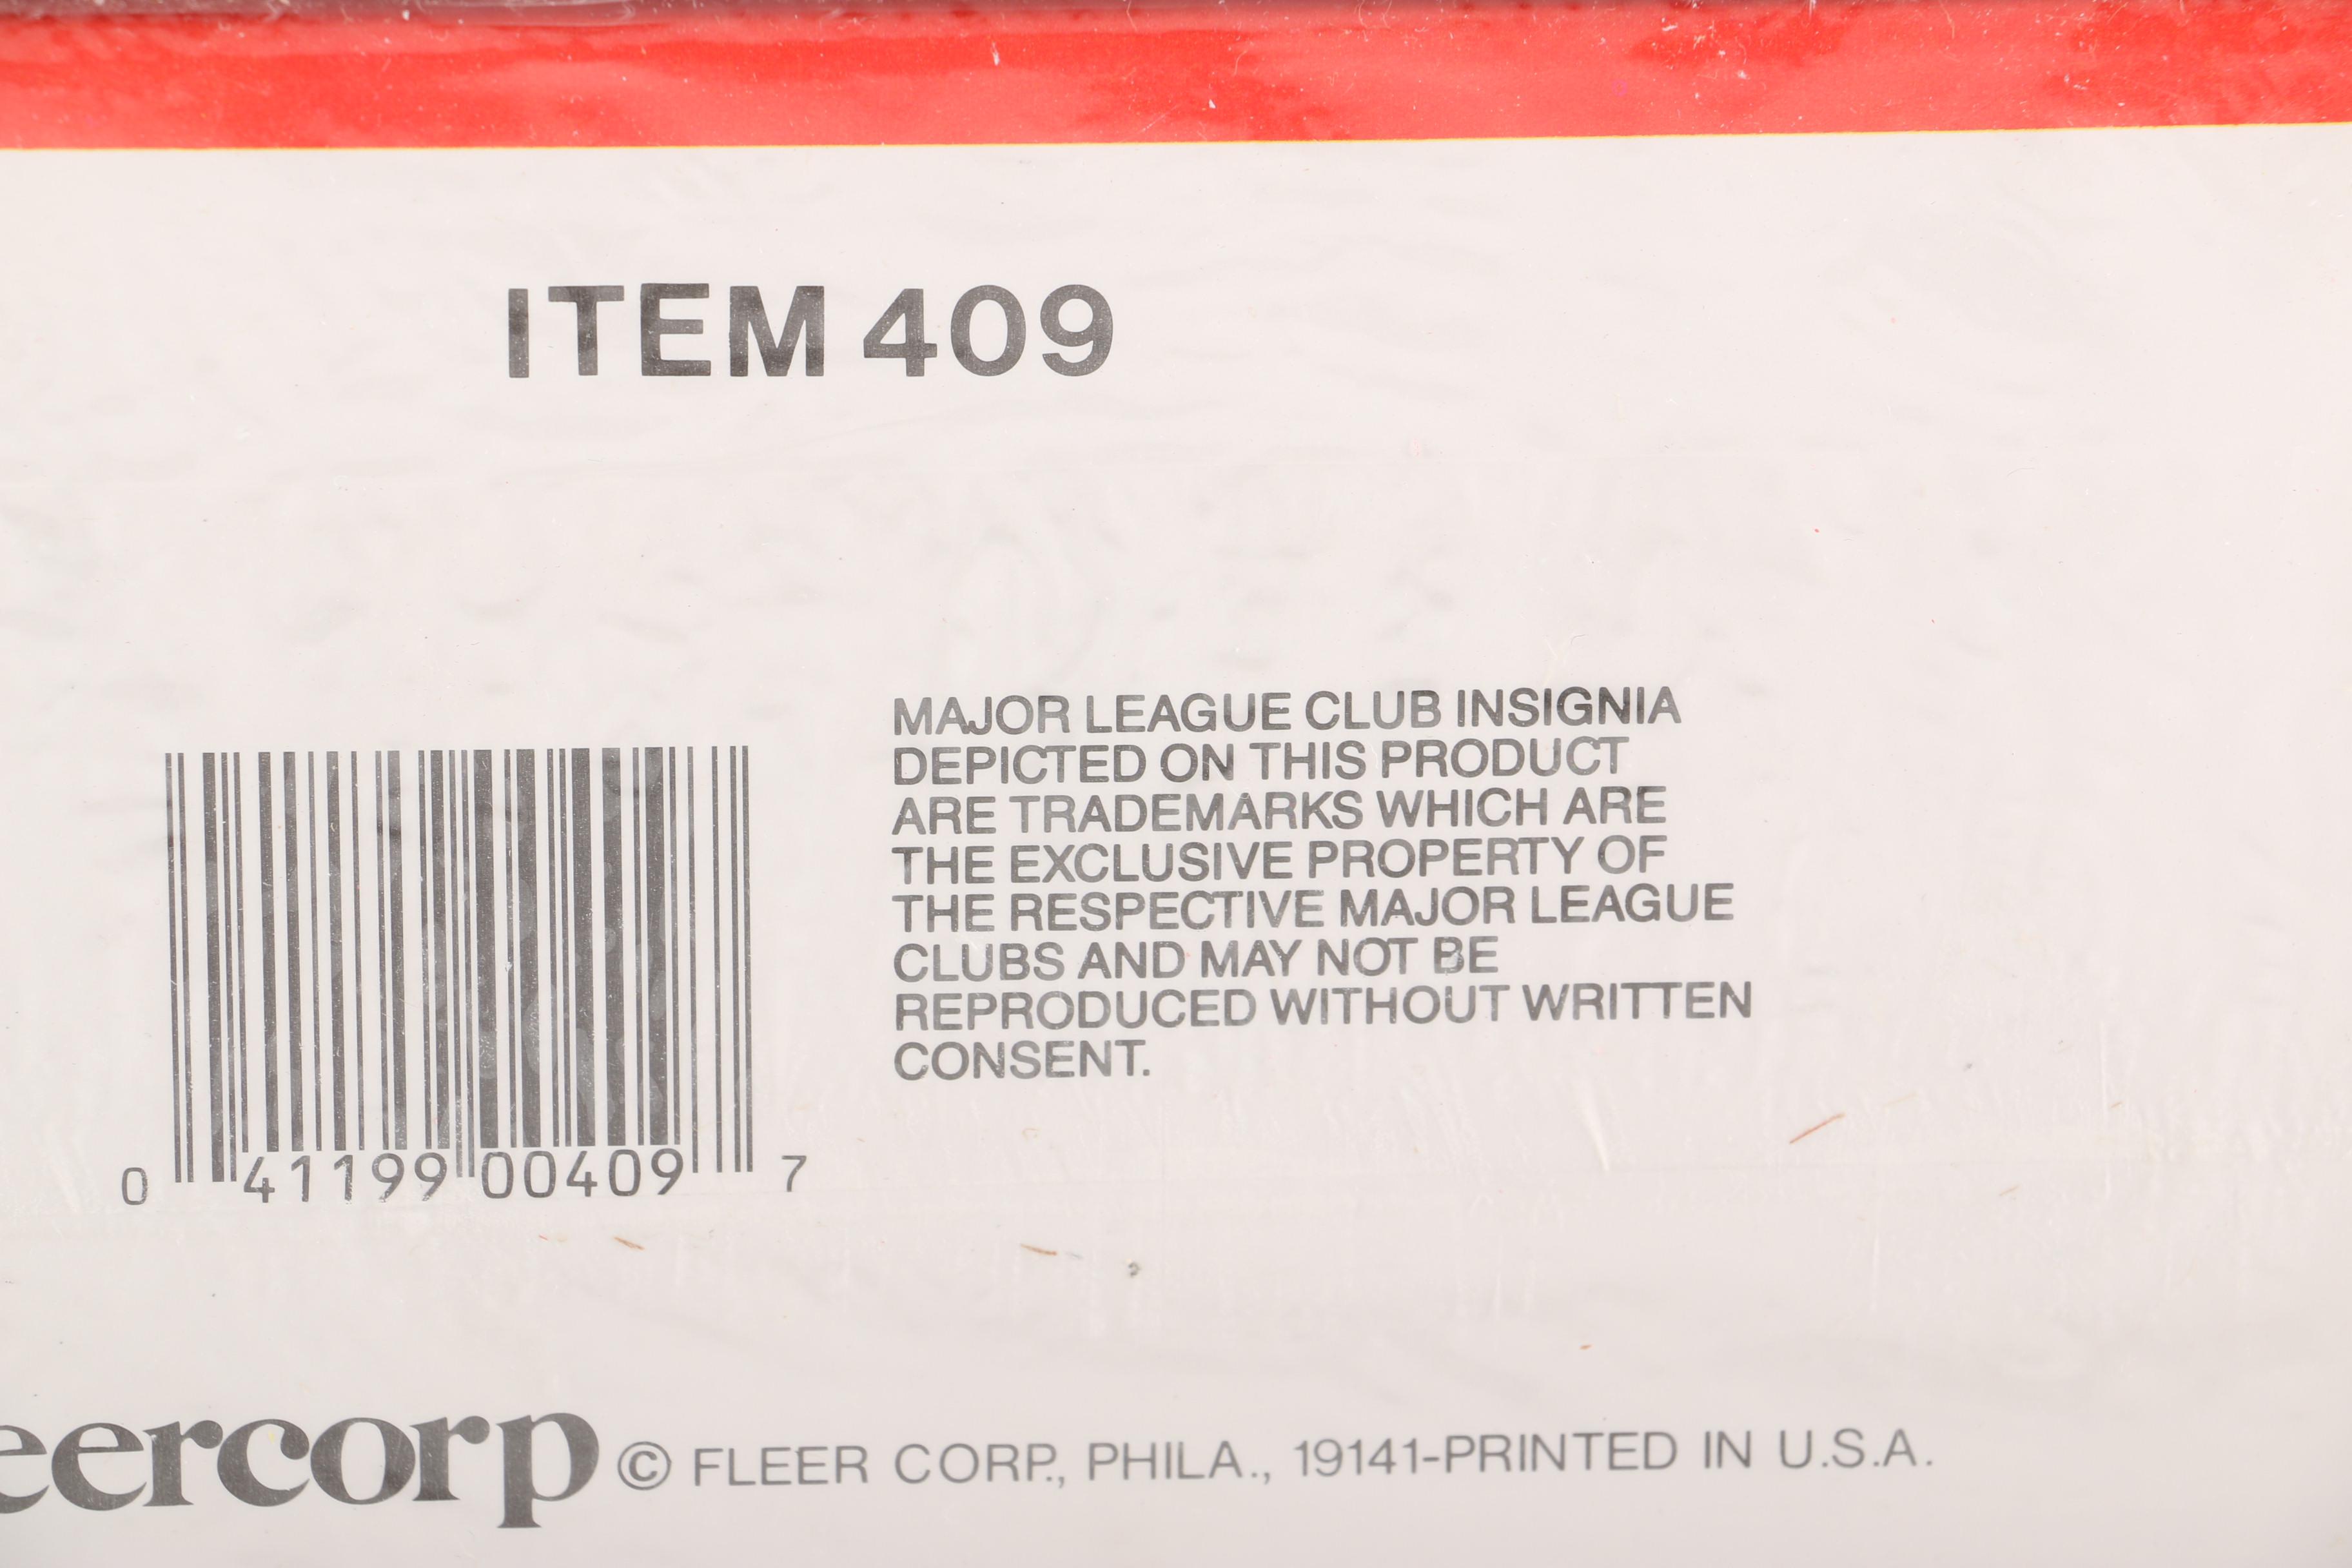 ITEM 409
MAJOR LEAGUE CLUB INSIGNIA
DEPICTED ON THIS PRODUCT
ARE TRADEMARKS WHICH ARE
THE EXCLUSIVE PROPERTY OF
THE RESPECTIVE MAJOR LEAGUE
CLUBS AND MAY NOT BE
REPRODUCED WITHOUT WRITTEN
CONSENT.
0 41199 00409 7
eercorp © FLEER CORP., PHILA., 19141-PRINTED IN U.S.A.